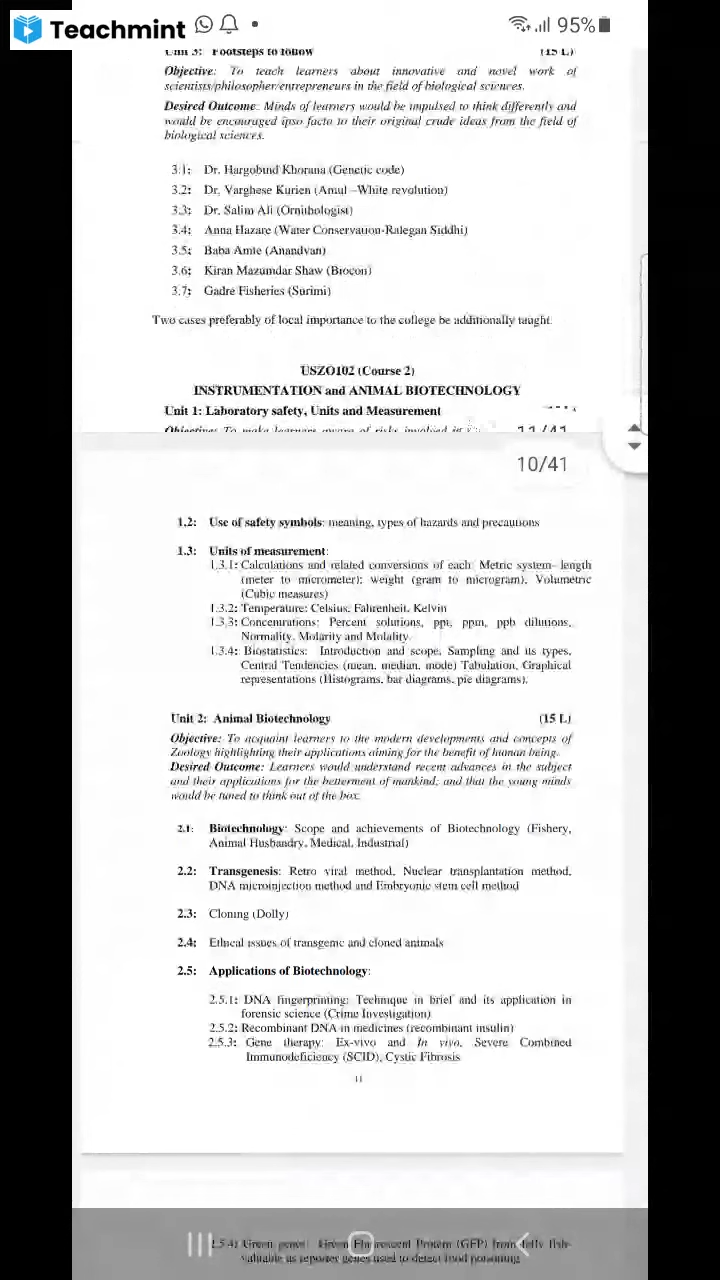 Teachmint
95%
Unit 3: Footsteps to follow (15 L)
Objective: To teach learners about innovative and novel work of
scientists/philosopher/entrepreneurs in the field of biological sciences.
Desired Outcome: Minds of learners would be impulsed to think differently and
would be encouraged ipso facto to their original crude ideas from the field of
biological sciences.
3.1: Dr. Hargobind Khorana (Genetic code)
3.2: Dr. Varghese Kurien (Amul –White revolution)
3.3: Dr. Salim Ali (Ornithologist)
3.4: Anna Hazare (Water Conservation-Ralegan Siddhi)
3.5: Baba Amte (Anandvan)
3.6: Kiran Mazumdar Shaw (Biocon)
3.7: Gadre Fisheries (Surimi)
Two cases preferably of local importance to the college be additionally taught.
USZO102 (Course 2)
INSTRUMENTATION and ANIMAL BIOTECHNOLOGY
Unit 1: Laboratory safety, Units and Measurement
Objective: To make learners aware of risks involved in
11/41
10/41
1.2: Use of safety symbols: meaning, types of hazards and precautions
1.3: Units of measurement:
1.3.1: Calculations and related conversions of each: Metric system- length
(meter to micrometer); weight (gram to microgram), Volumetric
(Cubic measures)
1.3.2: Temperature: Celsius, Fahrenheit, Kelvin
1.3.3: Concentrations: Percent solutions, ppt, ppm, ppb dilutions,
Normality, Molarity and Molality.
1.3.4: Biostatistics: Introduction and scope, Sampling and its types,
Central Tendencies (mean, median, mode) Tabulation, Graphical
representations (Histograms, bar diagrams, pie diagrams).
Unit 2: Animal Biotechnology (15 L)
Objective: To acquaint learners to the modern developments and concepts of
Zoology highlighting their applications aiming for the benefit of human being.
Desired Outcome: Learners would understand recent advances in the subject
and their applications for the betterment of mankind; and that the young minds
would be tuned to think out of the box.
2.1: Biotechnology: Scope and achievements of Biotechnology (Fishery,
Animal Husbandry, Medical, Industrial)
2.2: Transgenesis: Retro viral method, Nuclear transplantation method,
DNA microinjection method and Embryonic stem cell method
2.3: Cloning (Dolly)
2.4: Ethical issues of transgenic and cloned animals
2.5: Applications of Biotechnology:
2.5.1: DNA fingerprinting: Technique in brief and its application in
forensic science (Crime Investigation)
2.5.2: Recombinant DNA in medicines (recombinant insulin)
2.5.3: Gene therapy: Ex-vivo and In vivo, Severe Combined
Immunodeficiency (SCID), Cystic Fibrosis
11
2.5.4: Green genes: Green Fluorescent Protein (GFP) from Jelly fish-
valuable as reporter genes used to detect food poisoning